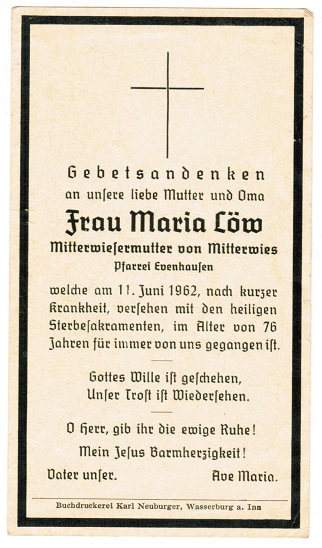 Gebetsandenken
an unsere liebe Mutter und Oma
Frau Maria Löw
Mitterwiesermutter von Mitterwies
Pfarrei Evenhausen
welche am 11. Juni 1962, nach kurzer
Krankheit, versehen mit den heiligen
Sterbesakramenten, im Alter von 76
Jahren für immer von uns gegangen ist.
Gottes Wille ist geschehen,
Unser Trost ist Wiedersehen.
O Herr, gib ihr die ewige Ruhe!
Mein Jesus Barmherzigkeit!
Vater unser. Ave Maria.
Buchdruckerei Karl Neuburger, Wasserburg a. Inn